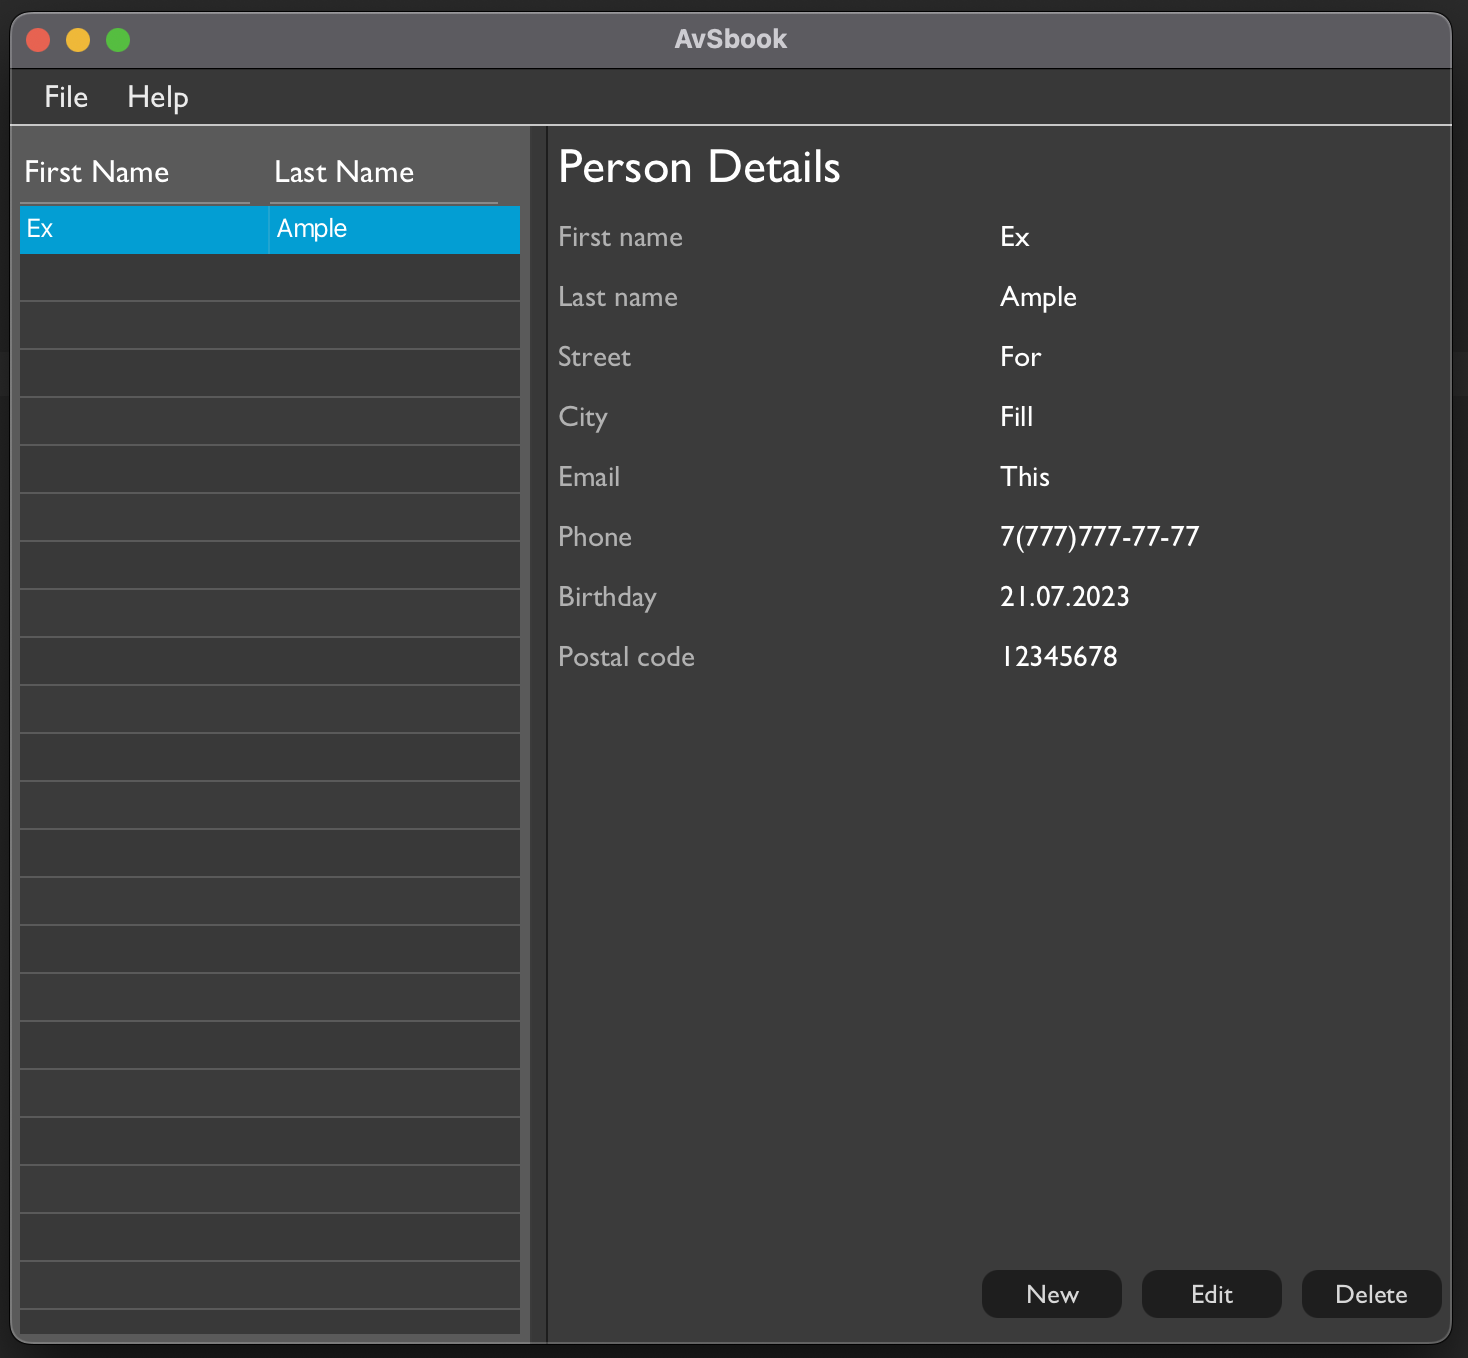 AvSbook
File Help
First Name Last Name
Ex Ample
Person Details
First name Ex
Last name Ample
Street For
City Fill
Email This
Phone 7(777)777-77-77
Birthday 21.07.2023
Postal code 12345678
New Edit Delete